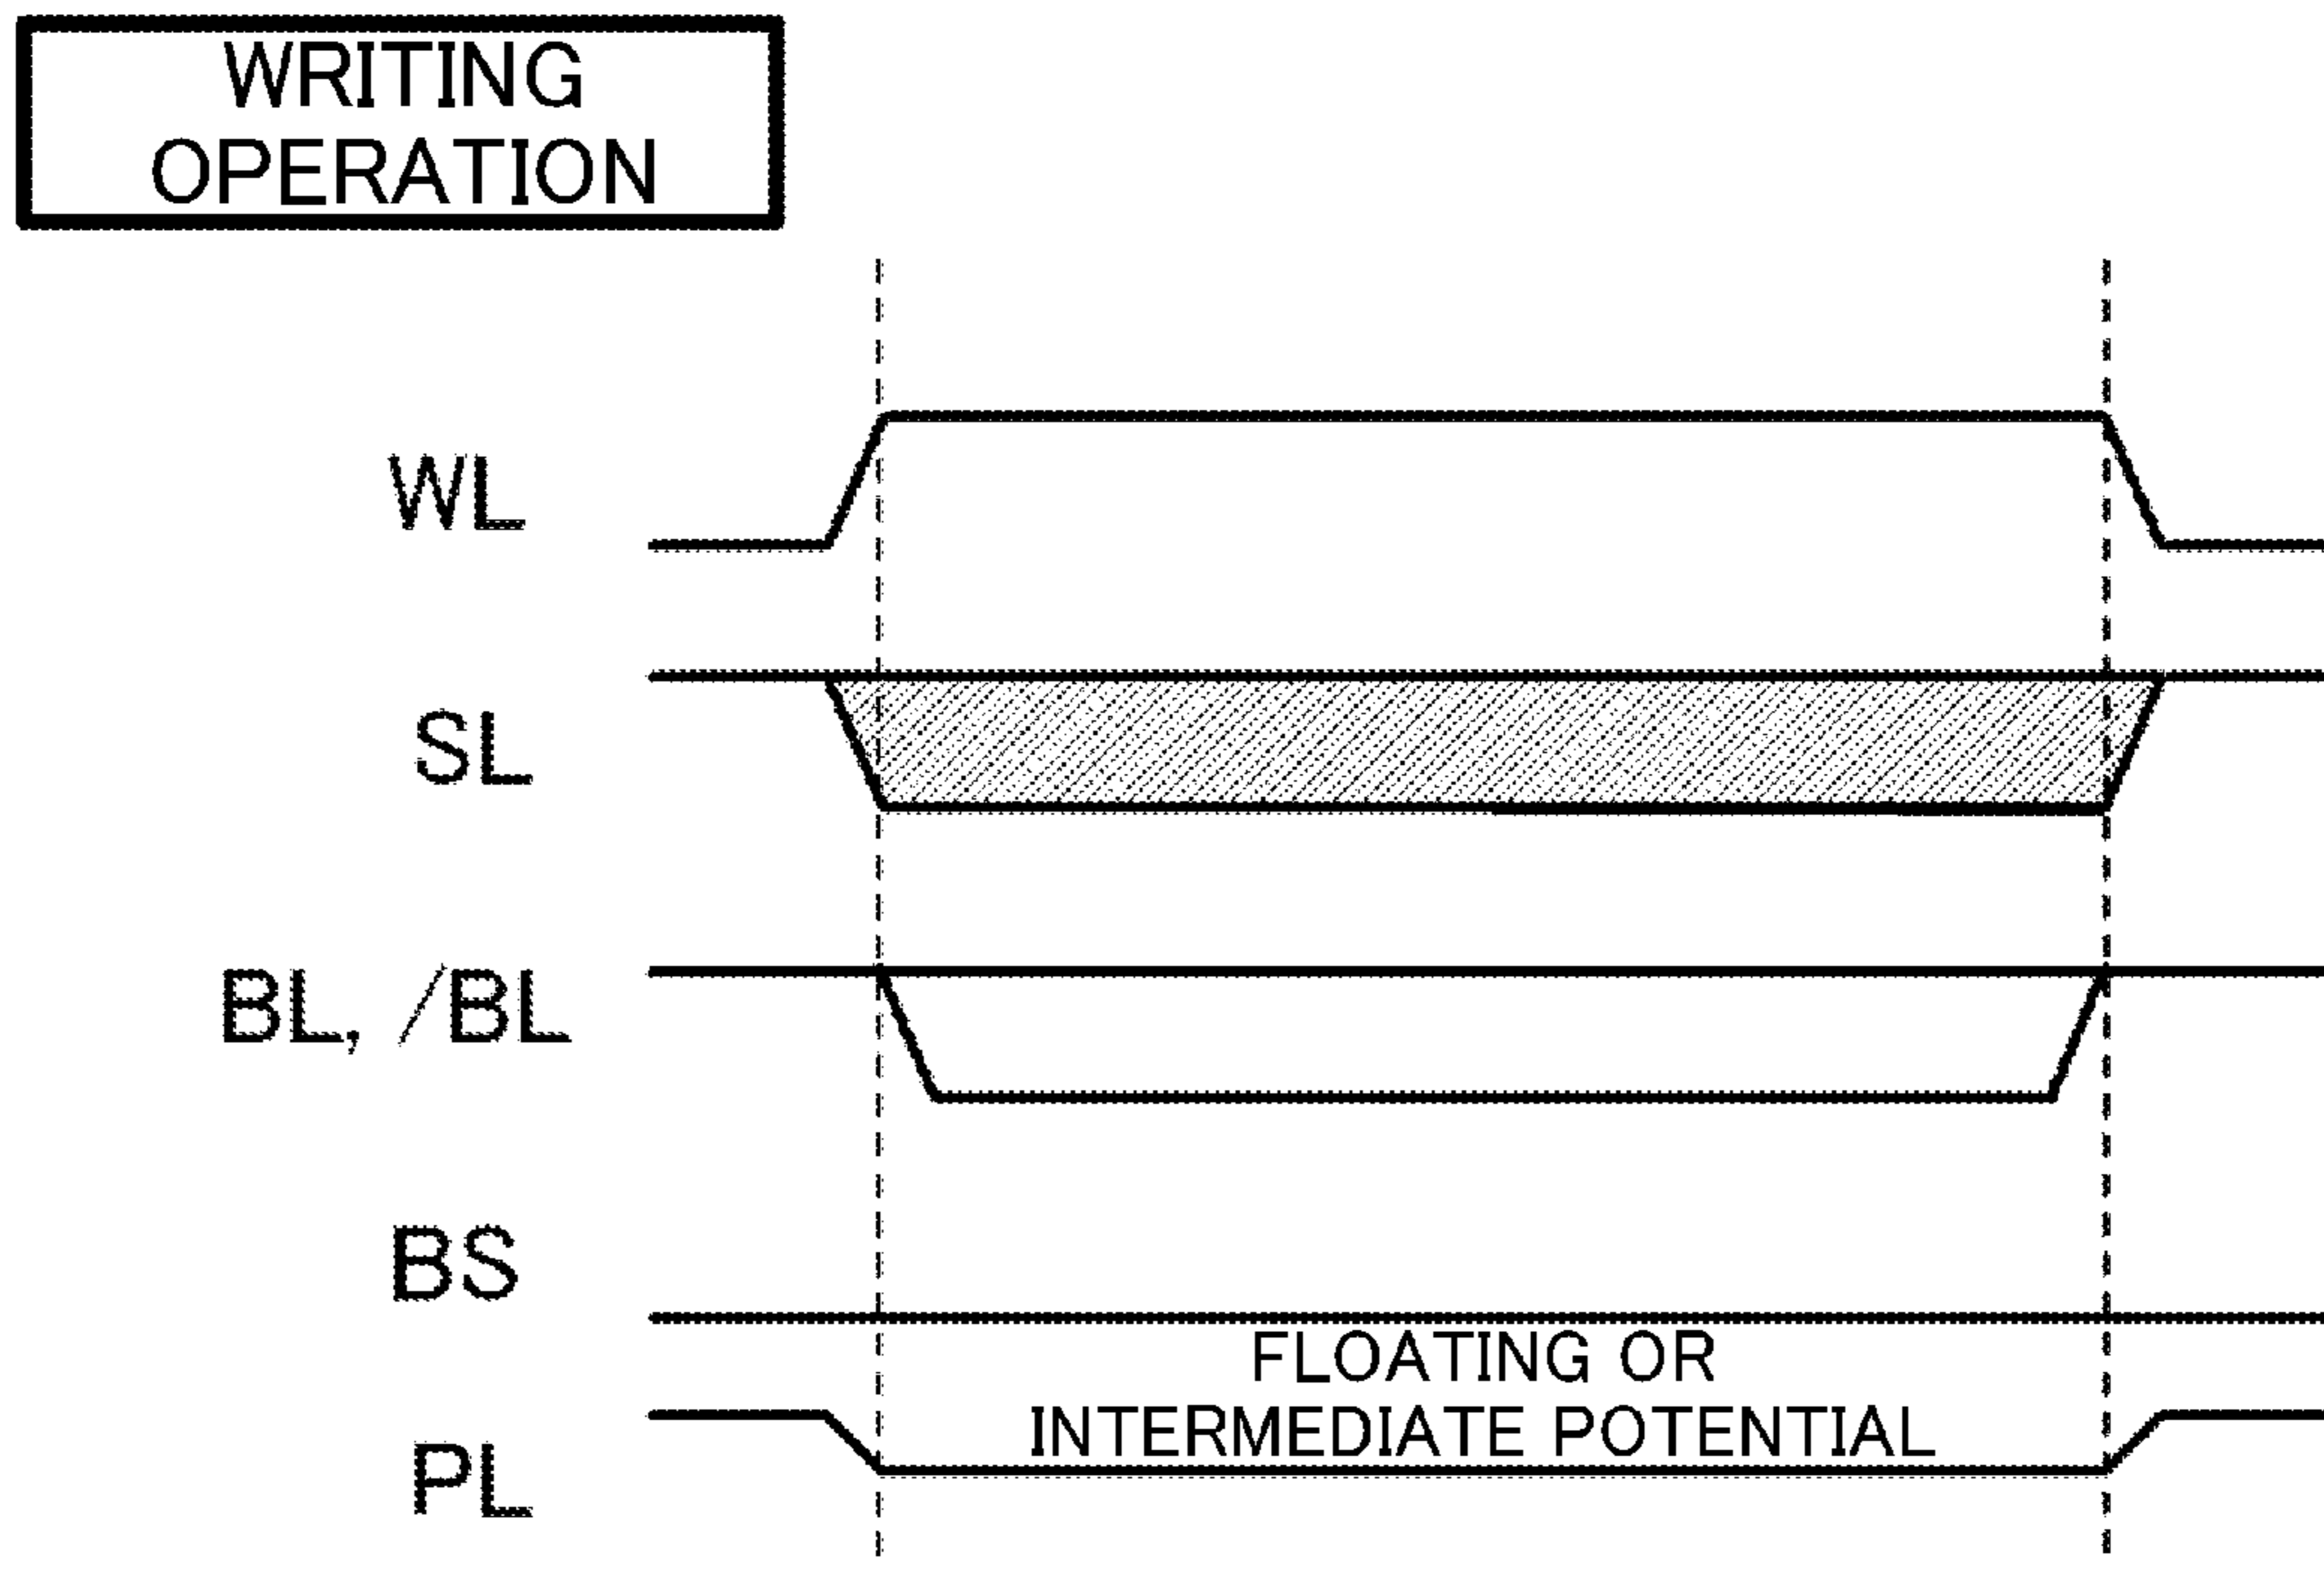 WRITING
OPERATION
WL
SL
BL, /BL
BS
FLOATING OR
INTERMEDIATE POTENTIAL
PL